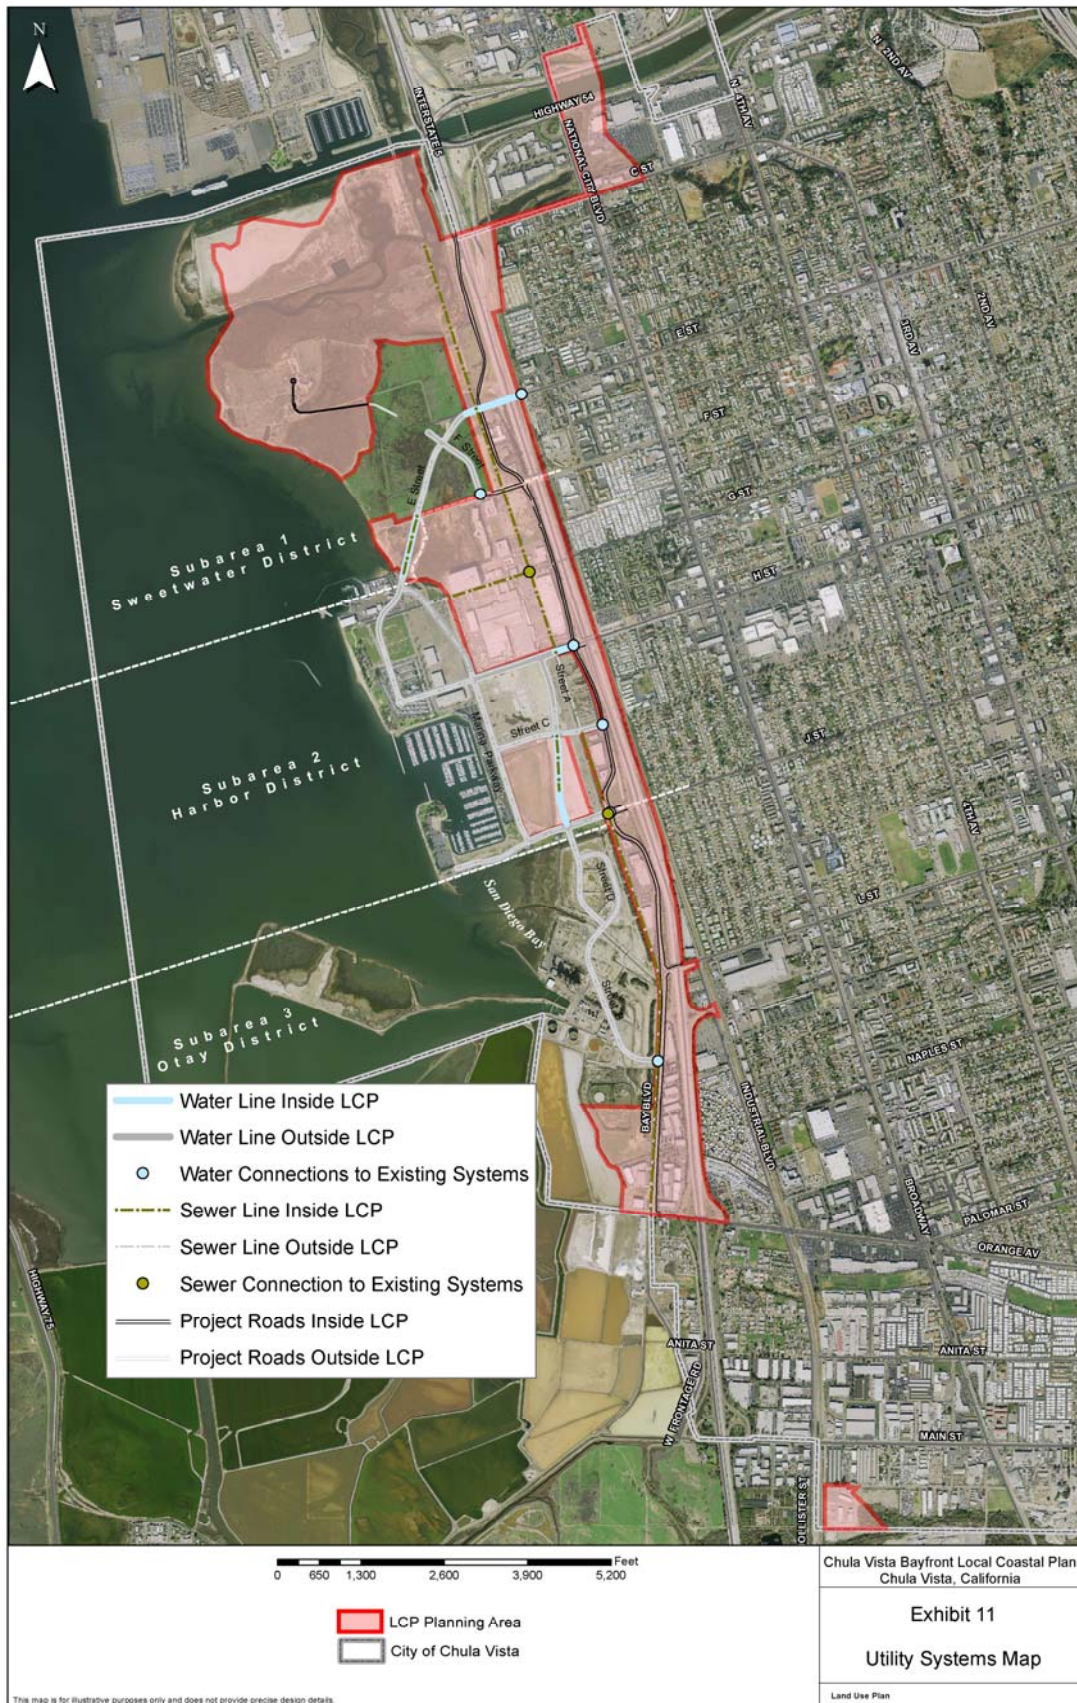 N
N. 2ND AV
INTERSTATE 5
HIGHWAY 54
N. 4TH AV
NATIONAL CITY BLVD
C ST
E ST
3RD AV
2ND AV
F ST
F Street
E Street
G ST
H ST
Subarea 1
Sweetwater District
Street A
Street C
Marina Parkway
J ST
Subarea 2
Harbor District
4TH AV
L ST
San Diego Bay
Street
Street
Subarea 3
Otay District
NAPLES ST
BAY BLVD
INDUSTRIAL BLVD
BROADWAY
PALOMAR ST
ORANGE AV
Water Line Inside LCP
Water Line Outside LCP
Water Connections to Existing Systems
Sewer Line Inside LCP
Sewer Line Outside LCP
Sewer Connection to Existing Systems
Project Roads Inside LCP
Project Roads Outside LCP
HIGHWAY 75
ANITA ST
ANITA ST
W. FRONTAGE RD
MAIN ST
OLLISTER ST
Feet
0 650 1,300 2,600 3,900 5,200
LCP Planning Area
City of Chula Vista
Chula Vista Bayfront Local Coastal Plan
Chula Vista, California
Exhibit 11
Utility Systems Map
Land Use Plan
This map is for illustrative purposes only and does not provide precise design details.